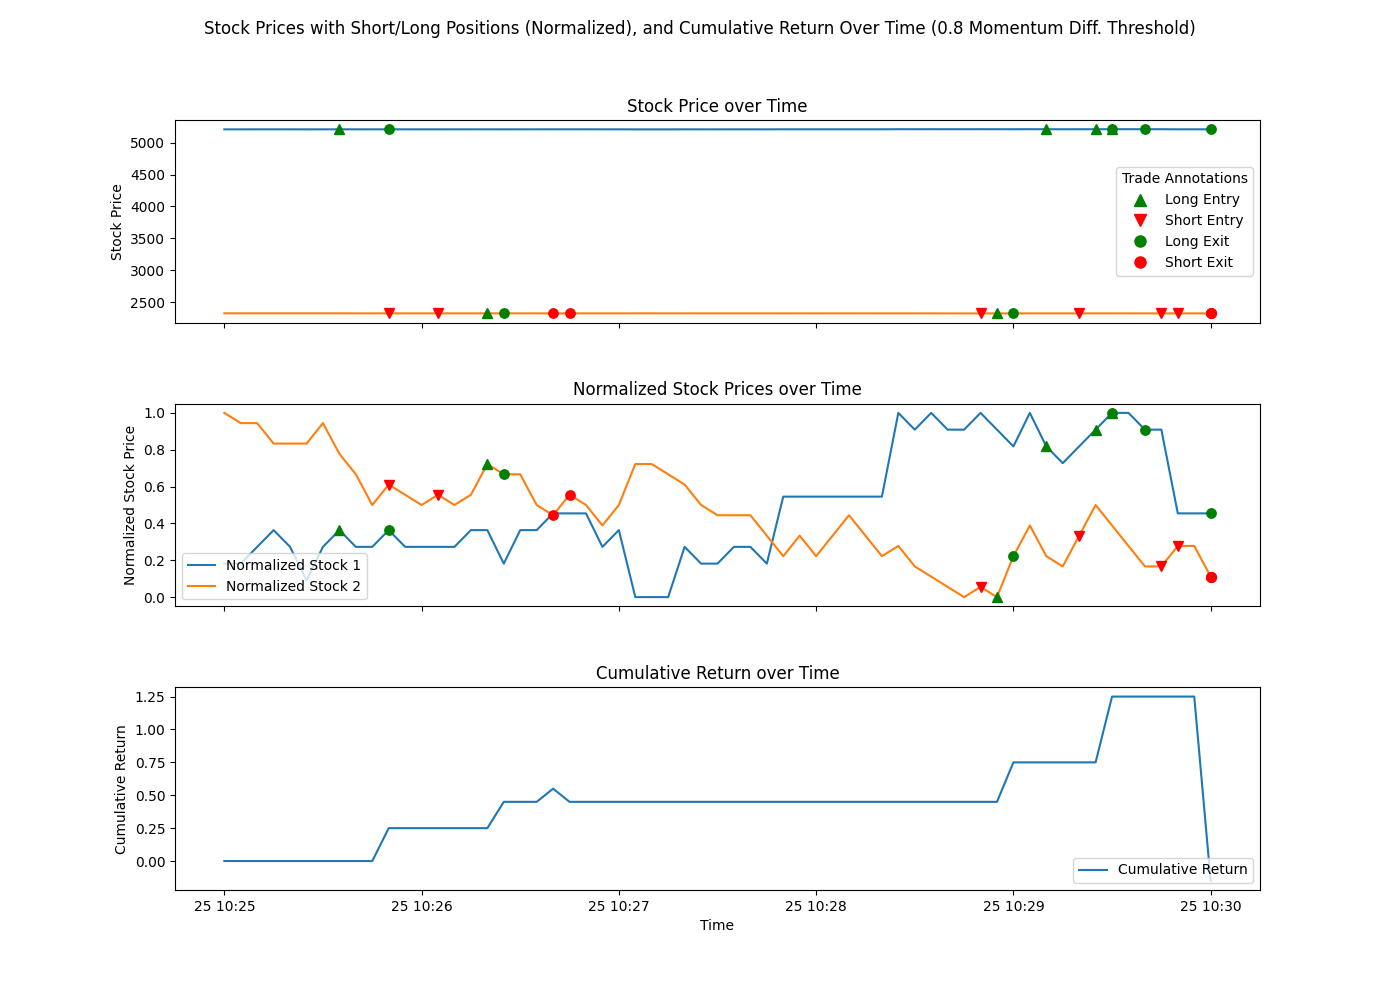 Stock Prices with Short/Long Positions (Normalized), and Cumulative Return Over Time (0.8 Momentum Diff. Threshold)
Stock Price over Time
Stock Price
5000
4500
4000
3500
3000
2500
Trade Annotations
Long Entry
Short Entry
Long Exit
Short Exit
Normalized Stock Prices over Time
Normalized Stock Price
1.0
0.8
0.6
0.4
0.2
0.0
Normalized Stock 1
Normalized Stock 2
Cumulative Return over Time
Cumulative Return
1.25
1.00
0.75
0.50
0.25
0.00
Cumulative Return
25 10:25
25 10:26
25 10:27
25 10:28
25 10:29
25 10:30
Time